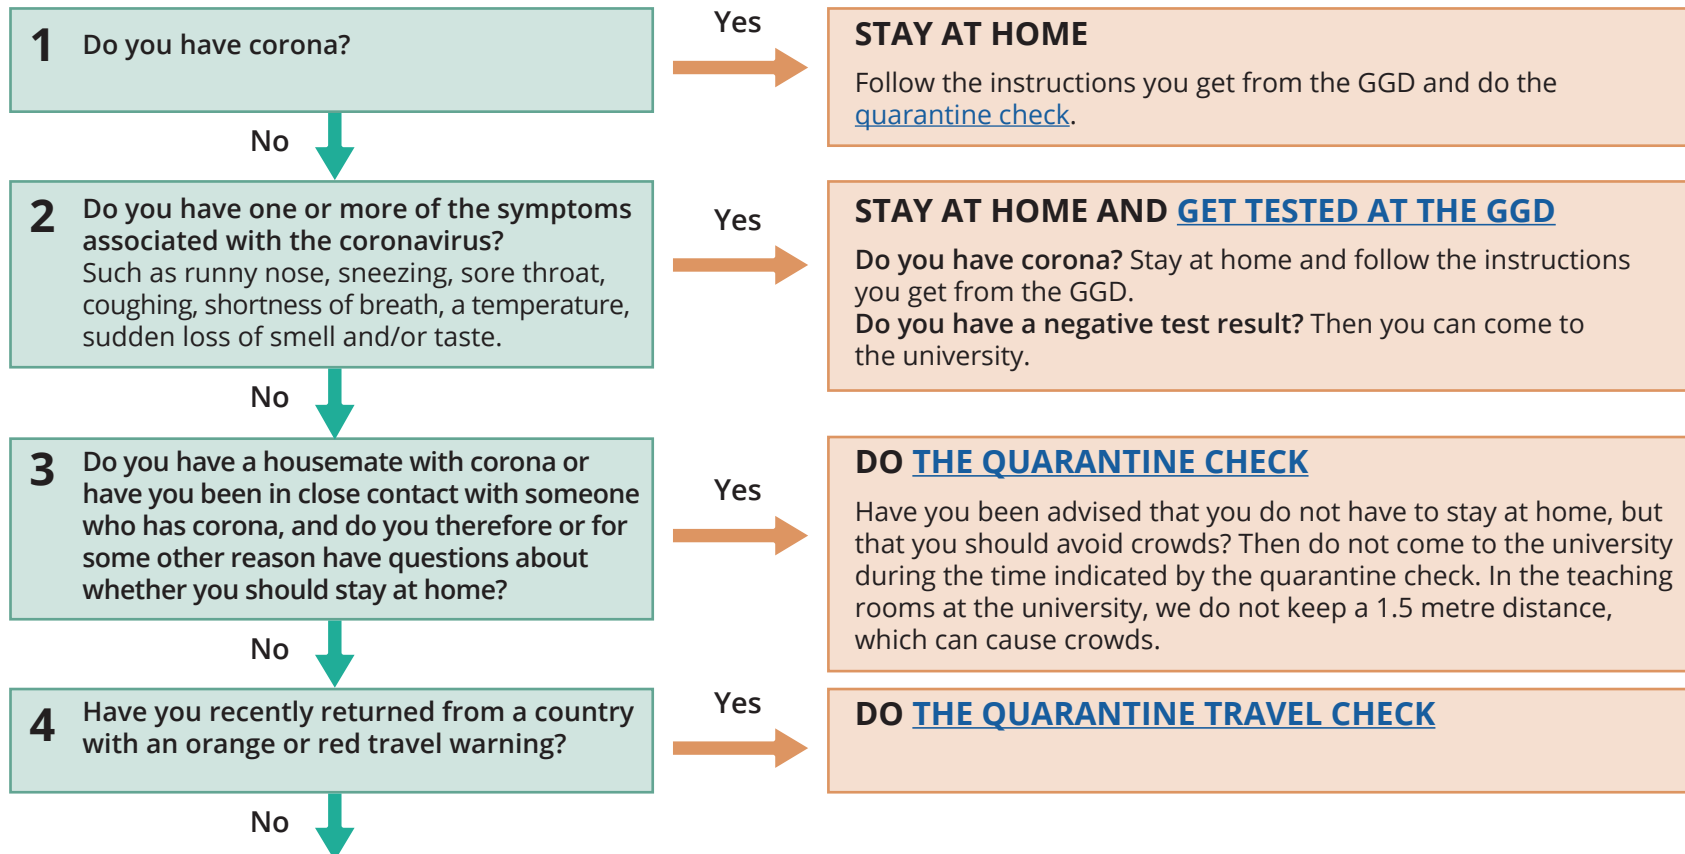 1 Do you have corona?
Yes
STAY AT HOME
Follow the instructions you get from the GGD and do the
quarantine check.
No
2 Do you have one or more of the symptoms
associated with the coronavirus?
Such as runny nose, sneezing, sore throat,
coughing, shortness of breath, a temperature,
sudden loss of smell and/or taste.
Yes
STAY AT HOME AND GET TESTED AT THE GGD
Do you have corona? Stay at home and follow the instructions
you get from the GGD.
Do you have a negative test result? Then you can come to
the university.
No
3 Do you have a housemate with corona or
have you been in close contact with someone
who has corona, and do you therefore or for
some other reason have questions about
whether you should stay at home?
Yes
DO THE QUARANTINE CHECK
Have you been advised that you do not have to stay at home, but
that you should avoid crowds? Then do not come to the university
during the time indicated by the quarantine check. In the teaching
rooms at the university, we do not keep a 1.5 metre distance,
which can cause crowds.
No
4 Have you recently returned from a country
with an orange or red travel warning?
Yes
DO THE QUARANTINE TRAVEL CHECK
No